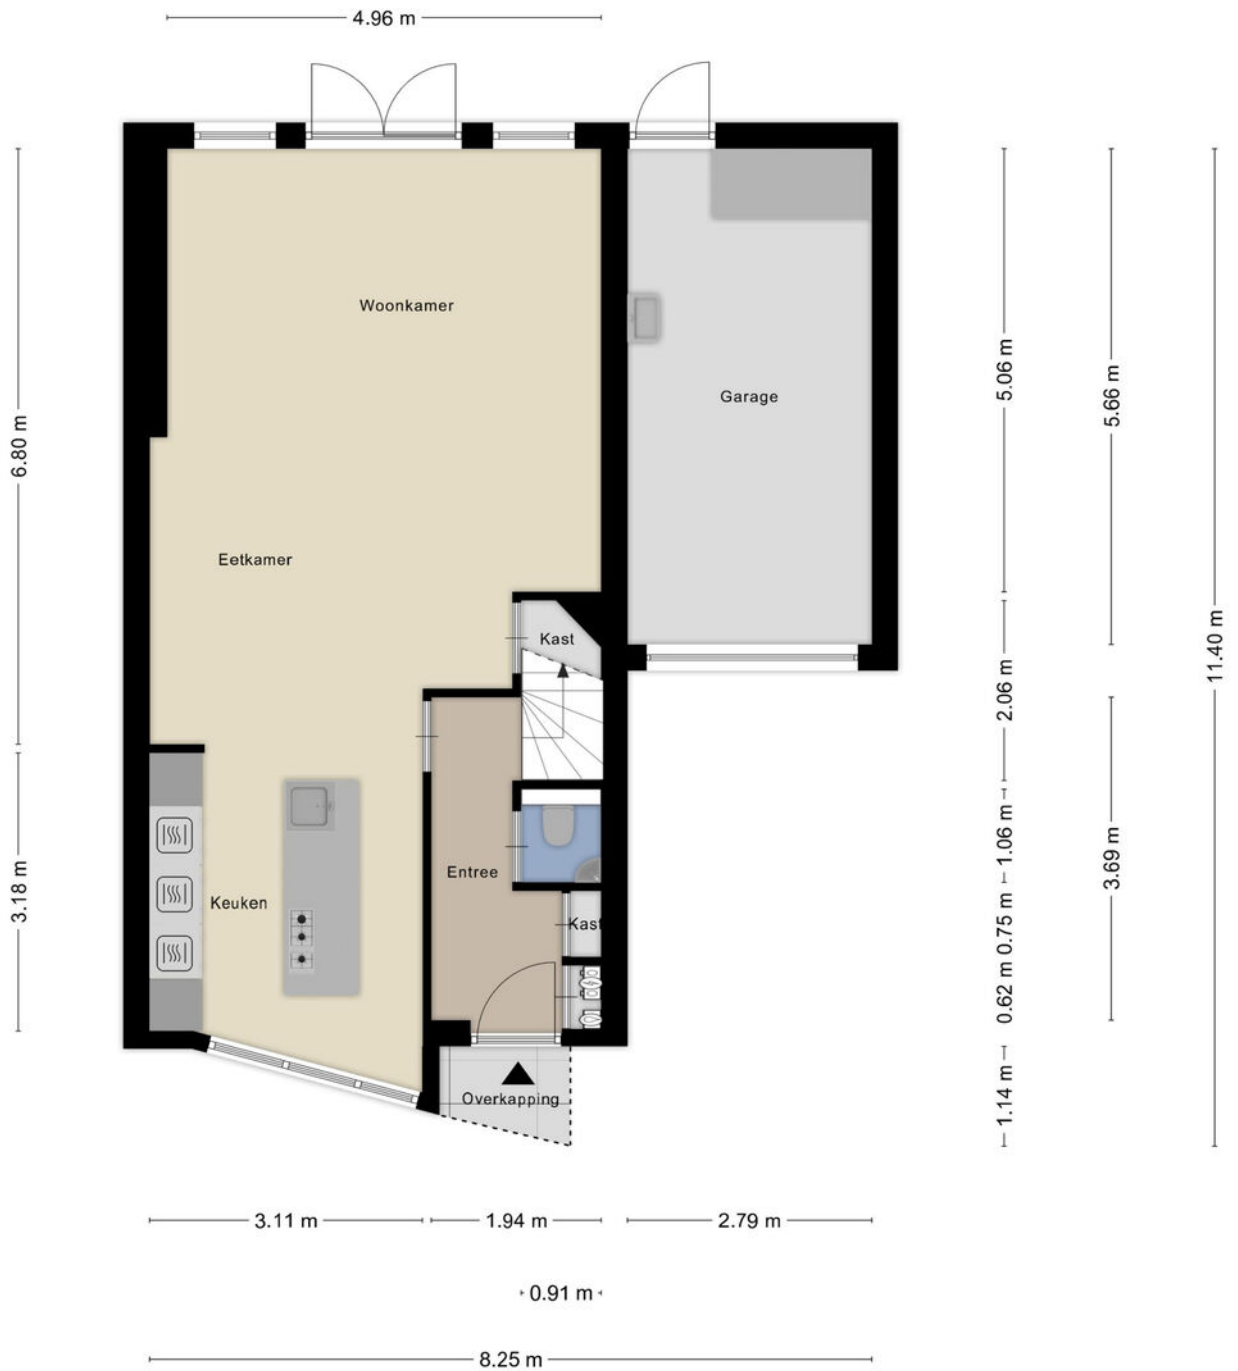 4.96 m
Woonkamer
Garage
Eetkamer
Kast
Entree
Keuken
Kast
Overkapping
6.80 m
3.18 m
5.06 m
2.06 m
1.06 m
0.75 m
0.62 m
1.14 m
5.66 m
3.69 m
11.40 m
3.11 m
1.94 m
2.79 m
0.91 m
8.25 m